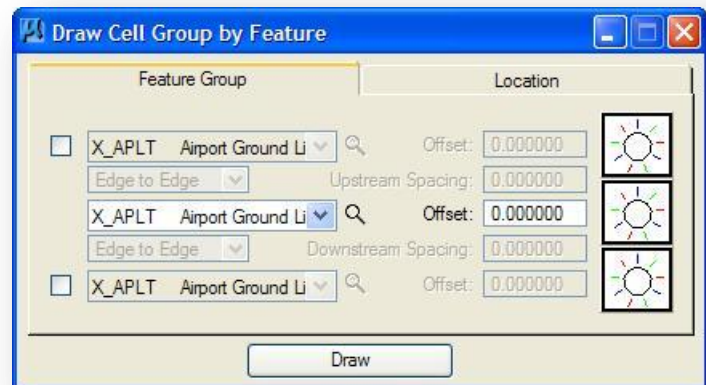 Draw Cell Group by Feature
Feature Group Location
X_APLT Airport Ground Li Offset: 0.000000
Edge to Edge Upstream Spacing: 0.000000
X_APLT Airport Ground Li Offset: 0.000000
Edge to Edge Downstream Spacing: 0.000000
X_APLT Airport Ground Li Offset: 0.000000
Draw